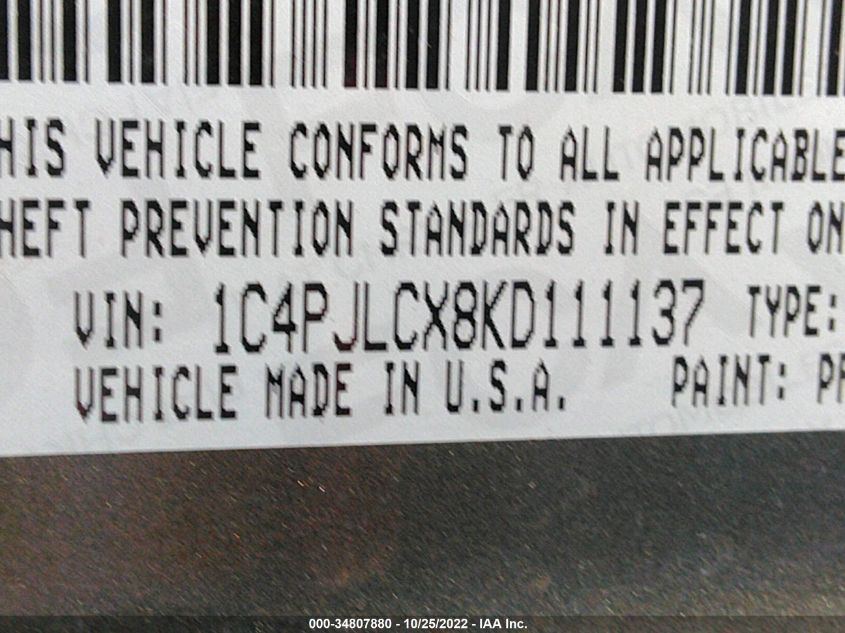 HIS VEHICLE CONFORMS TO ALL APPLICABLE
HEFT PREVENTION STANDARDS IN EFFECT ON
VIN: 1C4PJLCX8KD111137 TYPE:
VEHICLE MADE IN U.S.A. PAINT: PR
000-34807880 - 10/25/2022 - IAA Inc.